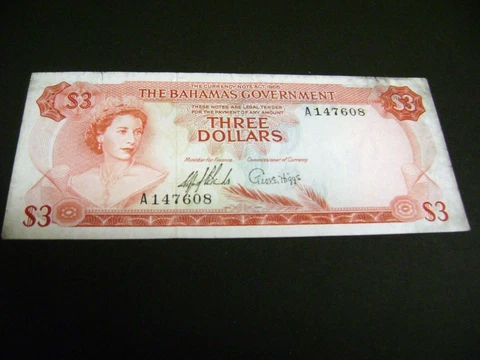 THE CURRENCY NOTE ACT 1965
THE BAHAMAS GOVERNMENT
$3
$3
THESE NOTES ARE LEGAL TENDER
FOR THE PAYMENT OF ANY AMOUNT
A147608
THREE
DOLLARS
Minister for Finance
Commissioner of Currency
A147608
$3
$3